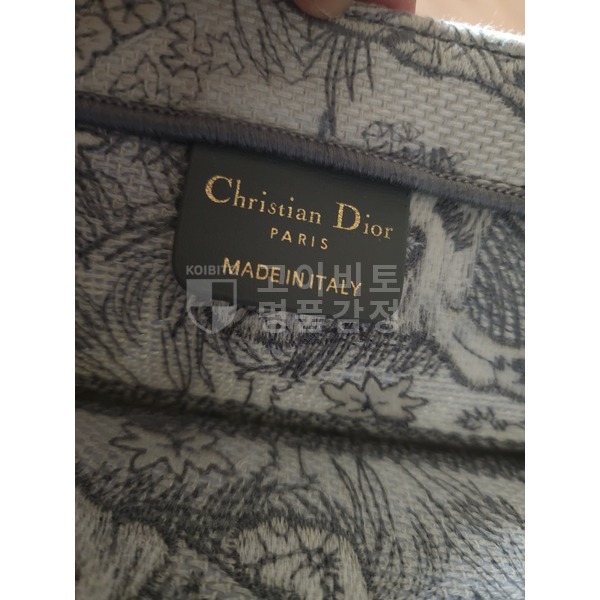 Christian Dior
PARIS
MADE IN ITALY
KOIBITO
코이비토
명품감정